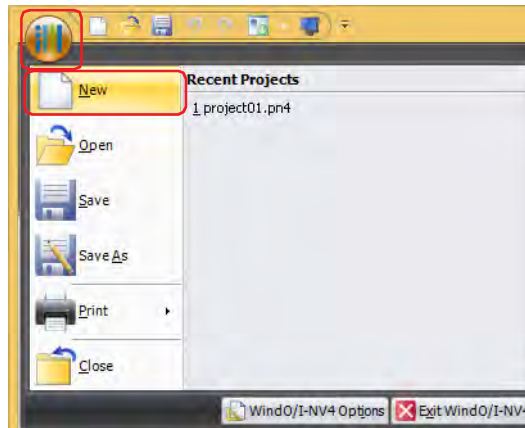 New
Recent Projects
1 project01.pn4
Open
Save
Save As
Print
Close
WindO/I-NV4 Options
Exit WindO/I-NV4